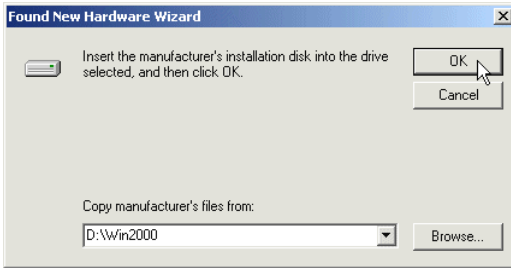 Found New Hardware Wizard
Insert the manufacturer's installation disk into the drive
selected, and then click OK.
OK
Cancel
Copy manufacturer's files from:
D:\Win2000
Browse...